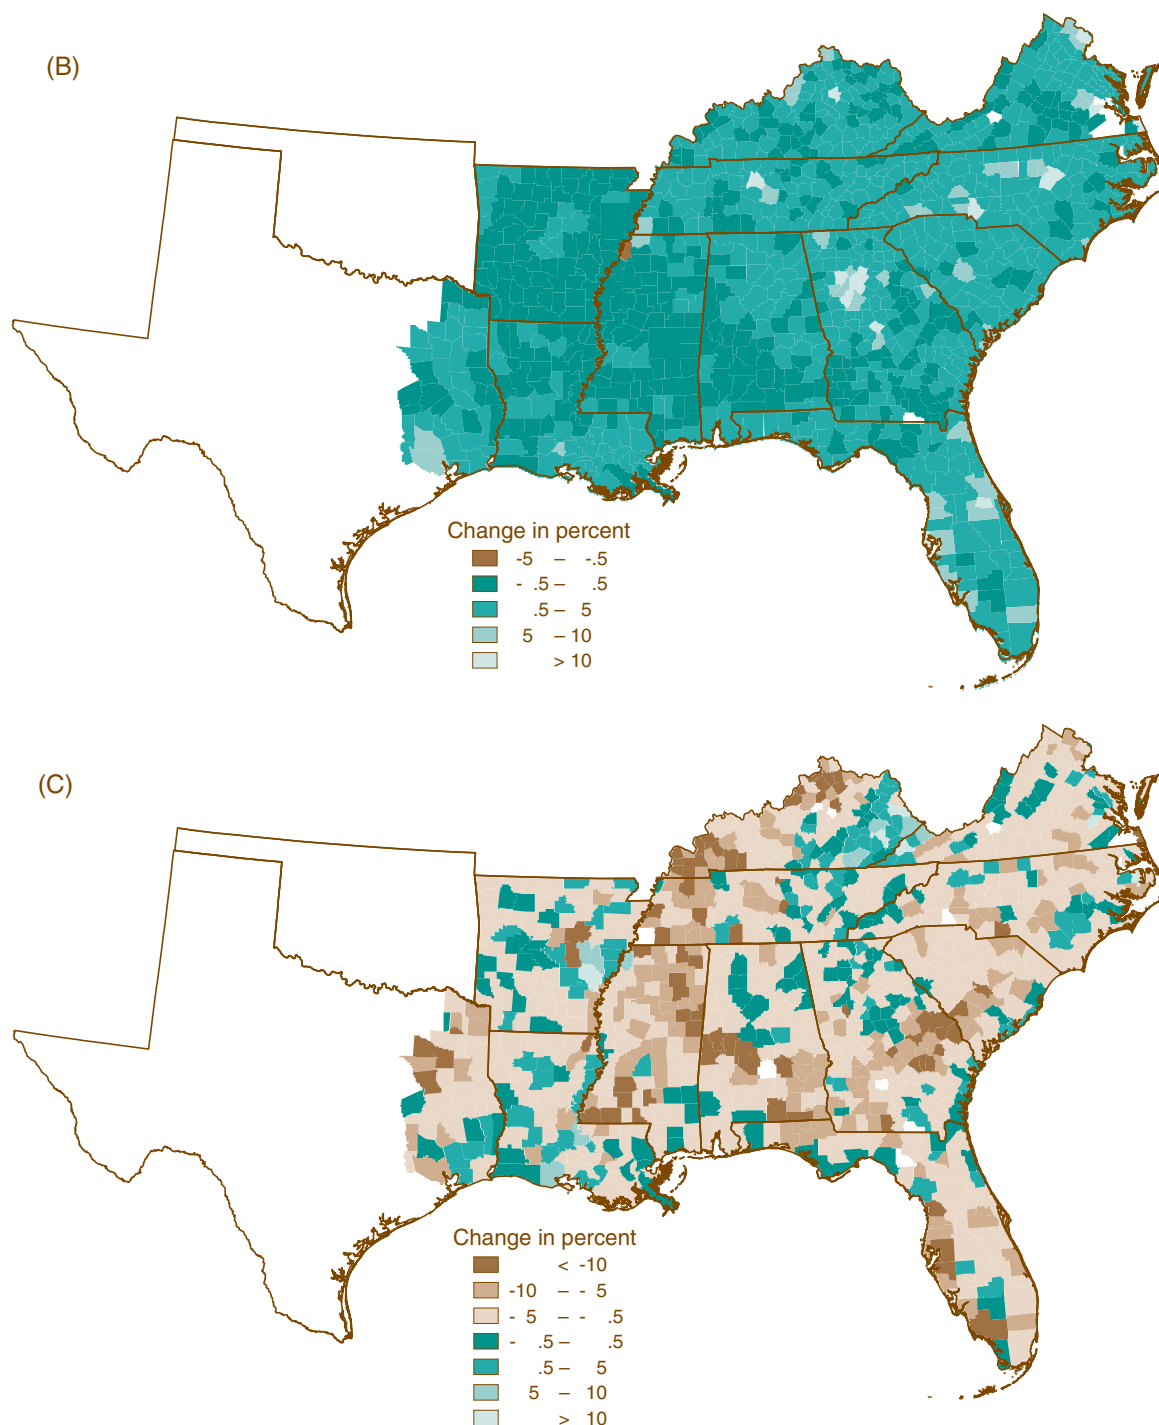 (B)
Change in percent
-5 – -.5
- .5 – .5
.5 – 5
5 – 10
> 10
(C)
Change in percent
< -10
-10 – - 5
- 5 – - .5
- .5 – .5
.5 – 5
5 – 10
> 10